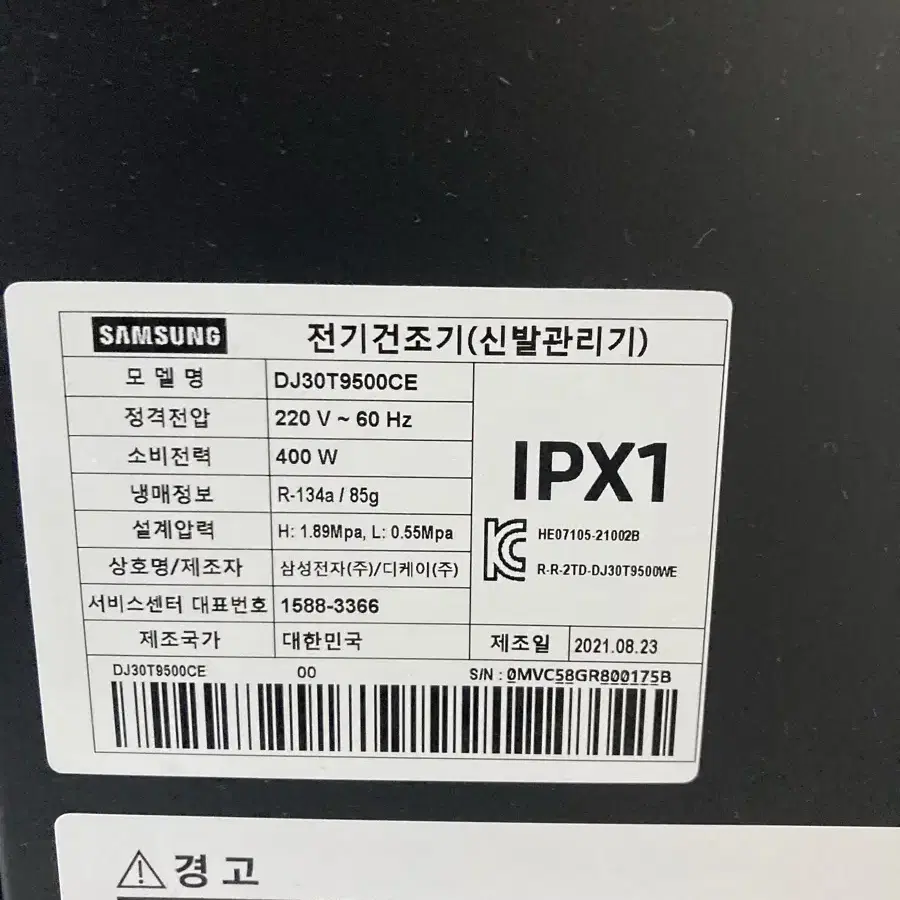 SAMSUNG 전기건조기(신발관리기)
모 델 명 DJ30T9500CE
정격전압 220 V ~ 60 Hz
소비전력 400 W
냉매정보 R-134a / 85g
설계압력 H: 1.89Mpa, L: 0.55Mpa
상호명/제조자 삼성전자(주)/디케이(주)
서비스센터 대표번호 1588-3366
제조국가 대한민국
IPX1
HE07105-21002B
R-R-2TD-DJ30T9500WE
제조일 2021.08.23
DJ30T9500CE 00 S/N : 0MVC58GR800175B
경 고